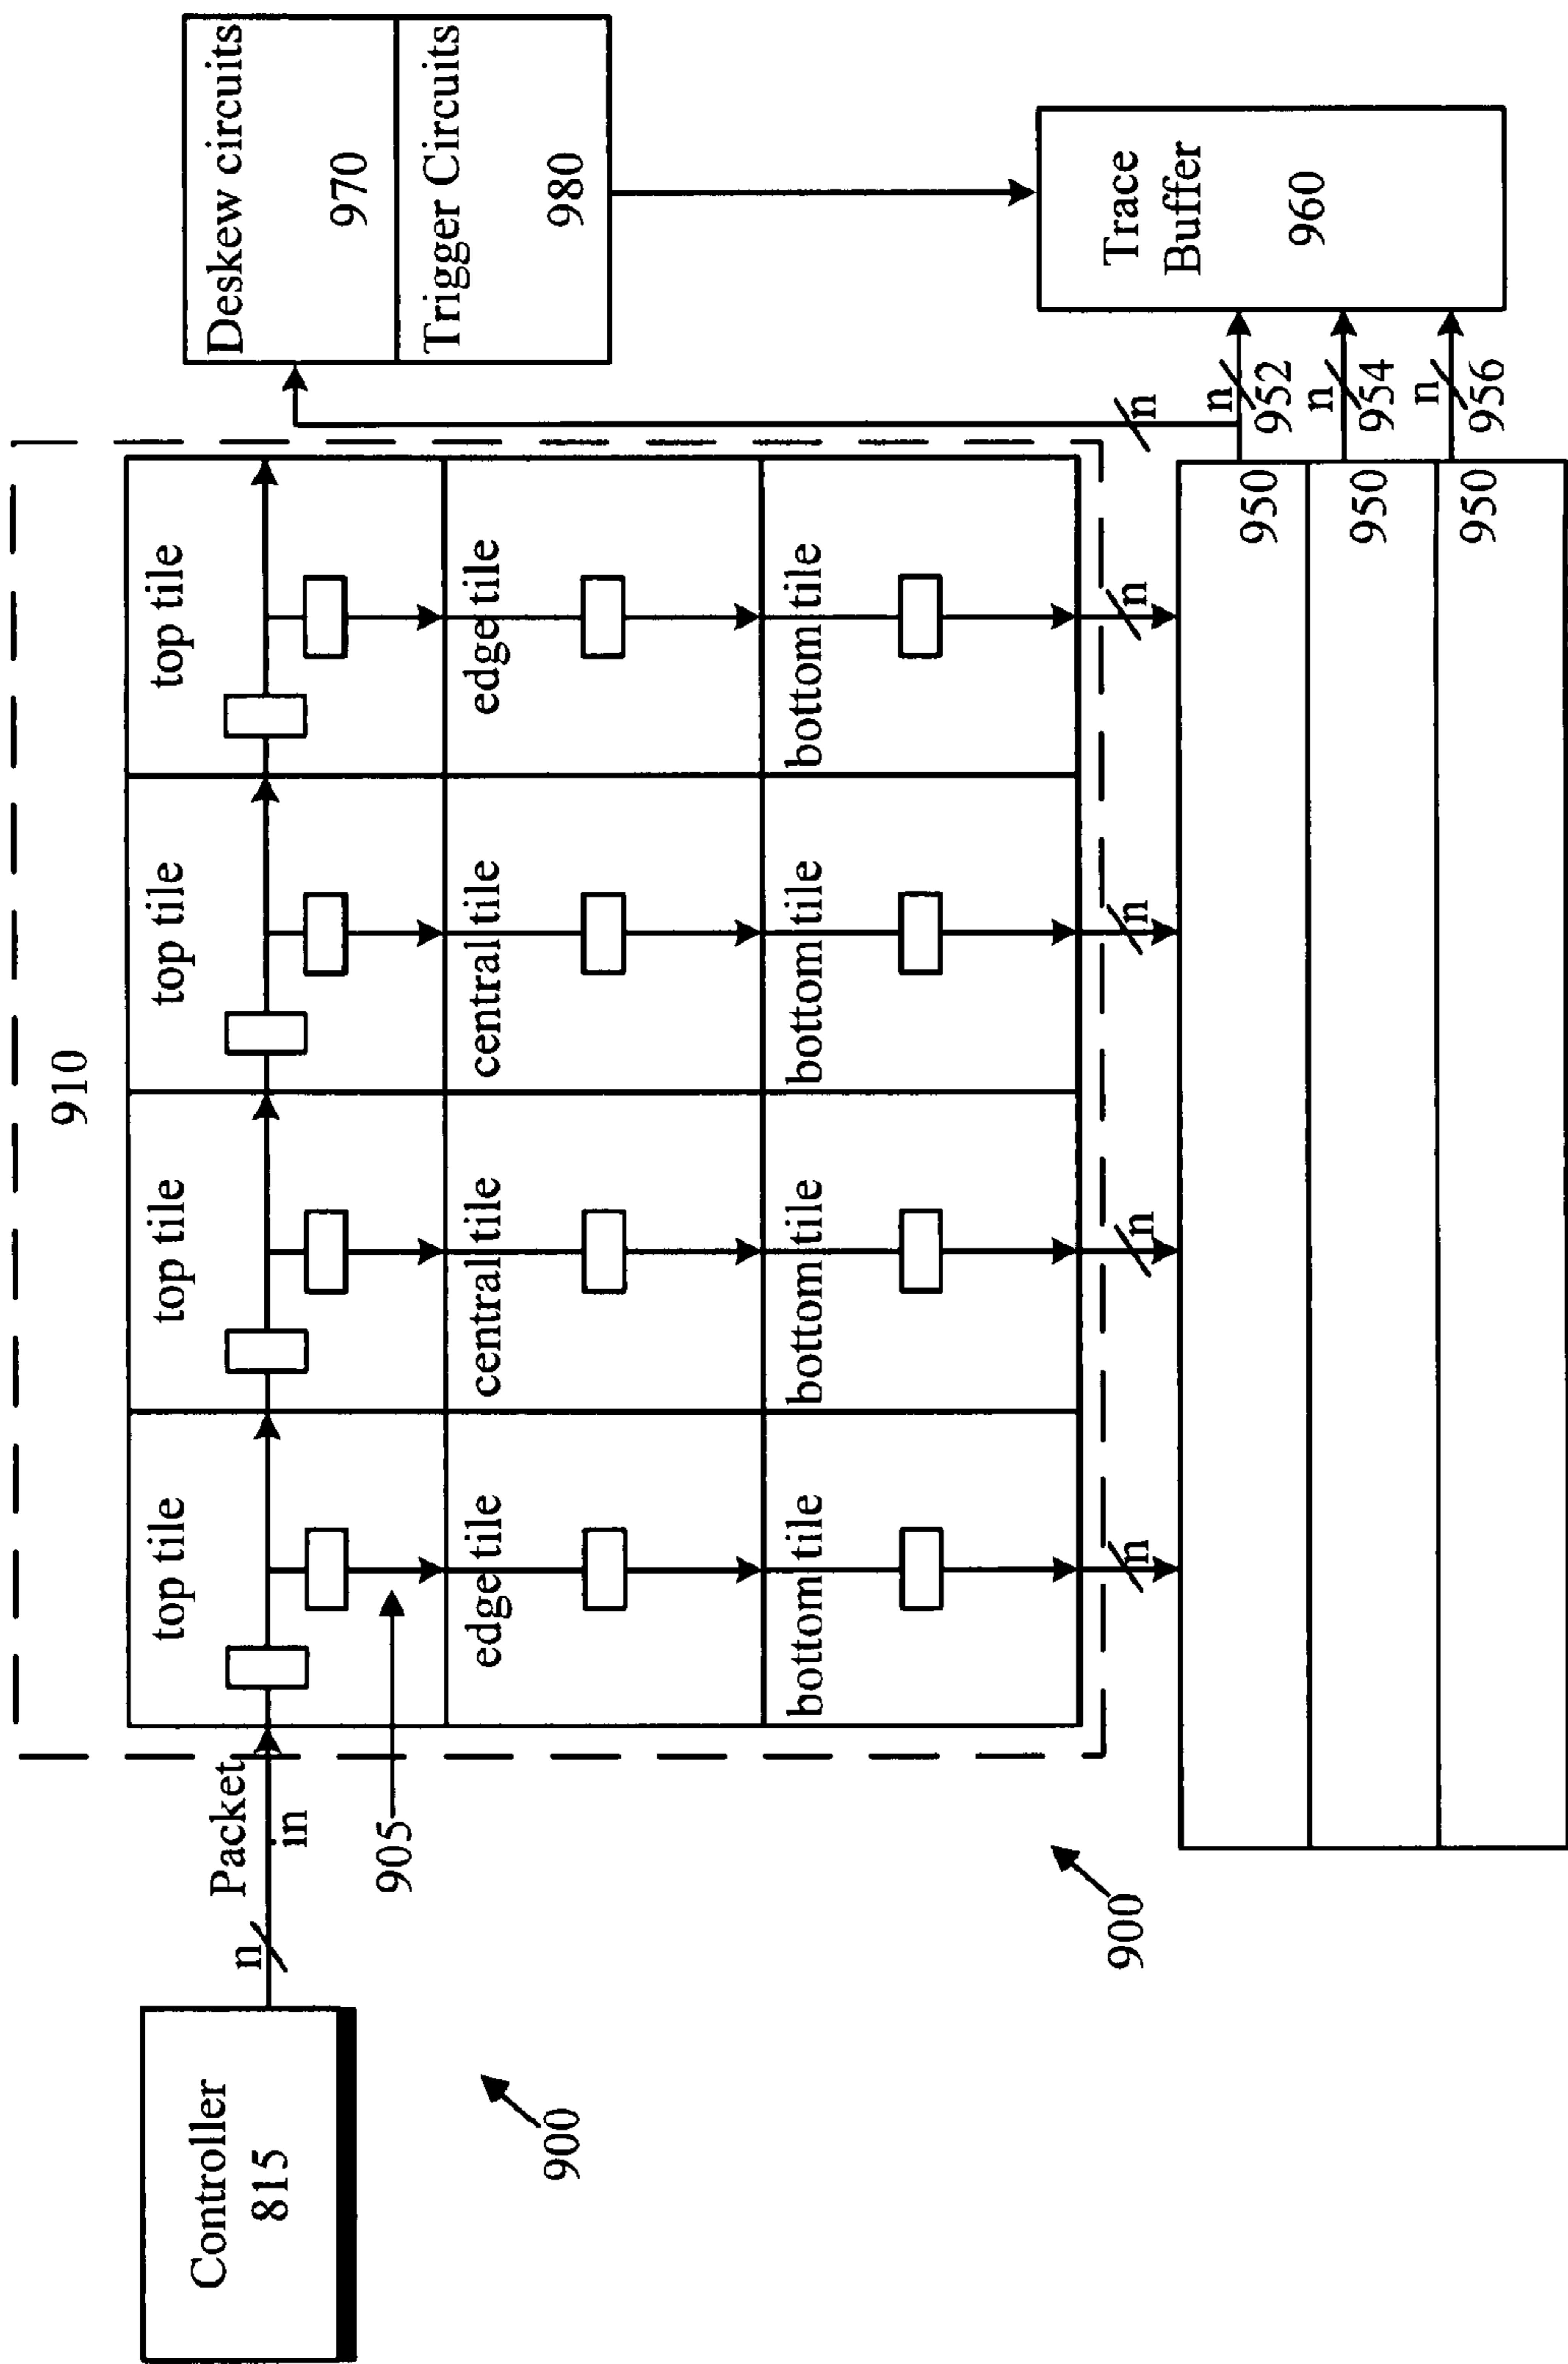 910
Controller
815
n
Packet
in
905
900
900
top tile
top tile
top tile
top tile
edge tile
central tile
central tile
edge tile
bottom tile
bottom tile
bottom tile
bottom tile
n
n
n
n
Deskew circuits
970
Trigger Circuits
980
n
n
952
n
954
n
956
950
950
950
Trace
Buffer
960